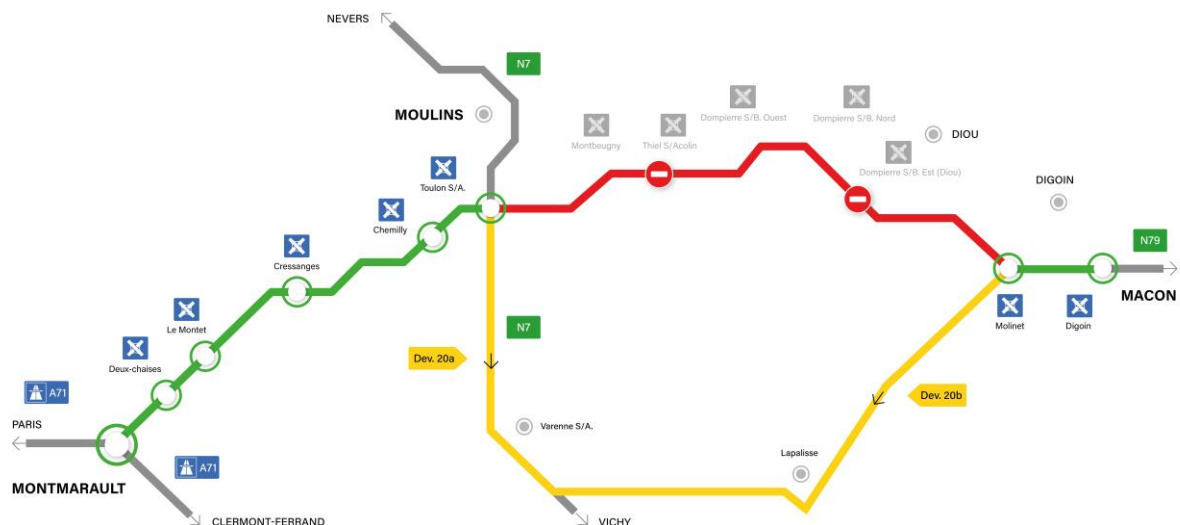 NEVERS
N7
MOULINS
Montbeugny
Thiel S/Acolin
Dompierre S/B. Ouest
Dompierre S/B. Nord
DIOU
Dompierre S/B. Est (Diou)
Toulon S/A.
DIGOIN
Chemilly
Cressanges
N79
MACON
Le Montet
Molinet
Digoin
N7
Deux-chaises
Dev. 20a
Dev. 20b
A71
PARIS
Varenne S/A.
Lapalisse
A71
MONTMARAULT
CLERMONT-FERRAND
VICHY